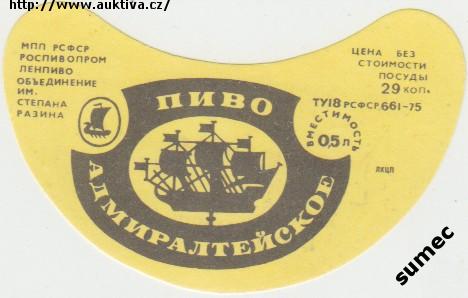 http://www.auktiva.cz/
МПП РСФСР
РОСПИВОПРОМ
ЛЕНПИВО
ОБЪЕДИНЕНИЕ
ИМ.
СТЕПАНА
РАЗИНА
ПИВО
АДМИРАЛТЕЙСКОЕ
ЦЕНА БЕЗ
СТОИМОСТИ
ПОСУДЫ
29 КОП.
ТУ18 РСФСР 661-75
ВМЕСТИМОСТЬ
0,5 л
ЛКЦП
sumec